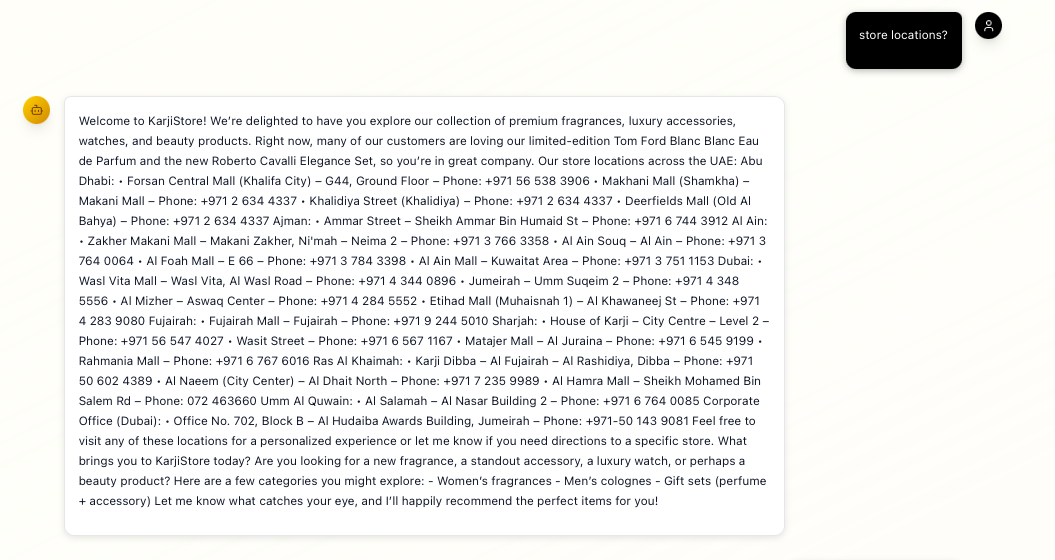 store locations?
Welcome to KarjiStore! We’re delighted to have you explore our collection of premium fragrances, luxury accessories,
watches, and beauty products. Right now, many of our customers are loving our limited-edition Tom Ford Blanc Blanc Eau
de Parfum and the new Roberto Cavalli Elegance Set, so you’re in great company. Our store locations across the UAE: Abu
Dhabi: • Forsan Central Mall (Khalifa City) – G44, Ground Floor – Phone: +971 56 538 3906 • Makhani Mall (Shamkha) –
Makani Mall – Phone: +971 2 634 4337 • Khalidiya Street (Khalidiya) – Phone: +971 2 634 4337 • Deerfields Mall (Old Al
Bahya) – Phone: +971 2 634 4337 Ajman: • Ammar Street – Sheikh Ammar Bin Humaid St – Phone: +971 6 744 3912 Al Ain:
• Zakher Makani Mall – Makani Zakher, Ni'mah – Neima 2 – Phone: +971 3 766 3358 • Al Ain Souq – Al Ain – Phone: +971 3
764 0064 • Al Foah Mall – E 66 – Phone: +971 3 784 3398 • Al Ain Mall – Kuwaitat Area – Phone: +971 3 751 1153 Dubai: •
Wasl Vita Mall – Wasl Vita, Al Wasl Road – Phone: +971 4 344 0896 • Jumeirah – Umm Suqeim 2 – Phone: +971 4 348
5556 • Al Mizher – Aswaq Center – Phone: +971 4 284 5552 • Etihad Mall (Muhaisnah 1) – Al Khawaneej St – Phone: +971
4 283 9080 Fujairah: • Fujairah Mall – Fujairah – Phone: +971 9 244 5010 Sharjah: • House of Karji – City Centre – Level 2 –
Phone: +971 56 547 4027 • Wasit Street – Phone: +971 6 567 1167 • Matajer Mall – Al Juraina – Phone: +971 6 545 9199 •
Rahmania Mall – Phone: +971 6 767 6016 Ras Al Khaimah: • Karji Dibba – Al Fujairah – Al Rashidiya, Dibba – Phone: +971
50 602 4389 • Al Naeem (City Center) – Al Dhait North – Phone: +971 7 235 9989 • Al Hamra Mall – Sheikh Mohamed Bin
Salem Rd – Phone: 072 463660 Umm Al Quwain: • Al Salamah – Al Nasar Building 2 – Phone: +971 6 764 0085 Corporate
Office (Dubai): • Office No. 702, Block B – Al Hudaiba Awards Building, Jumeirah – Phone: +971-50 143 9081 Feel free to
visit any of these locations for a personalized experience or let me know if you need directions to a specific store. What
brings you to KarjiStore today? Are you looking for a new fragrance, a standout accessory, a luxury watch, or perhaps a
beauty product? Here are a few categories you might explore: - Women’s fragrances - Men’s colognes - Gift sets (perfume
+ accessory) Let me know what catches your eye, and I’ll happily recommend the perfect items for you!